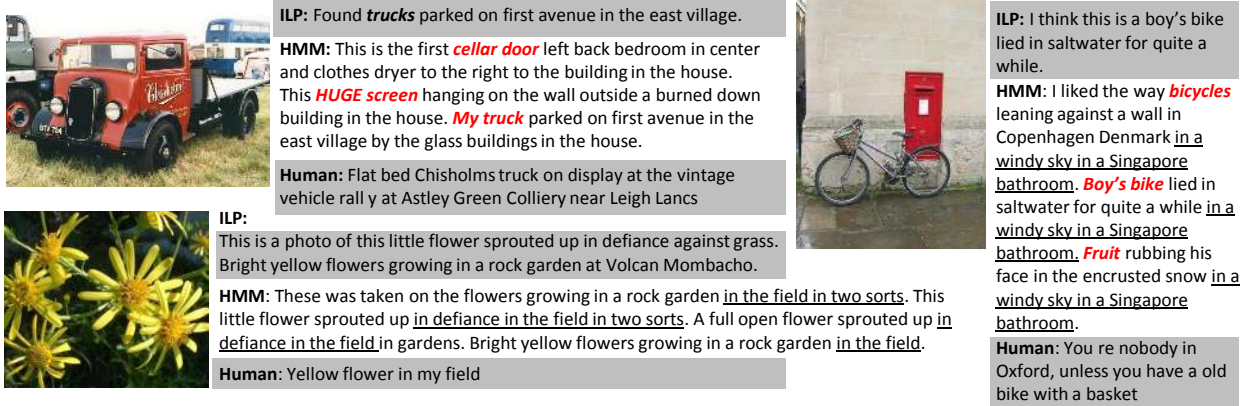 ILP: Found trucks parked on first avenue in the east village.
HMM: This is the first cellar door left back bedroom in center
and clothes dryer to the right to the building in the house.
This HUGE screen hanging on the wall outside a burned down
building in the house. My truck parked on first avenue in the
east village by the glass buildings in the house.
Human: Flat bed Chisholms truck on display at the vintage
vehicle rall y at Astley Green Colliery near Leigh Lancs
ILP:
This is a photo of this little flower sprouted up in defiance against grass.
Bright yellow flowers growing in a rock garden at Volcan Mombacho.
HMM: These was taken on the flowers growing in a rock garden in the field in two sorts. This
little flower sprouted up in defiance in the field in two sorts. A full open flower sprouted up in
defiance in the field in gardens. Bright yellow flowers growing in a rock garden in the field.
Human: Yellow flower in my field
ILP: I think this is a boy's bike
lied in saltwater for quite a
while.
HMM: I liked the way bicycles
leaning against a wall in
Copenhagen Denmark in a
windy sky in a Singapore
bathroom. Boy's bike lied in
saltwater for quite a while in a
windy sky in a Singapore
bathroom. Fruit rubbing his
face in the encrusted snow in a
windy sky in a Singapore
bathroom.
Human: You re nobody in
Oxford, unless you have a old
bike with a basket